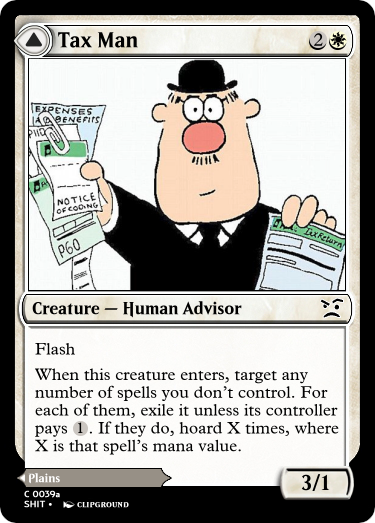 Tax Man
2
EXPENSES
BENEFITS
P11D
NOTICE
OF CODING
P60
Tax Return
Creature — Human Advisor
Flash
When this creature enters, target any
number of spells you don't control. For
each of them, exile it unless its controller
pays 1. If they do, hoard X times, where
X is that spell's mana value.
Plains
3/1
C 0039a
SHIT • CLIPGROUND